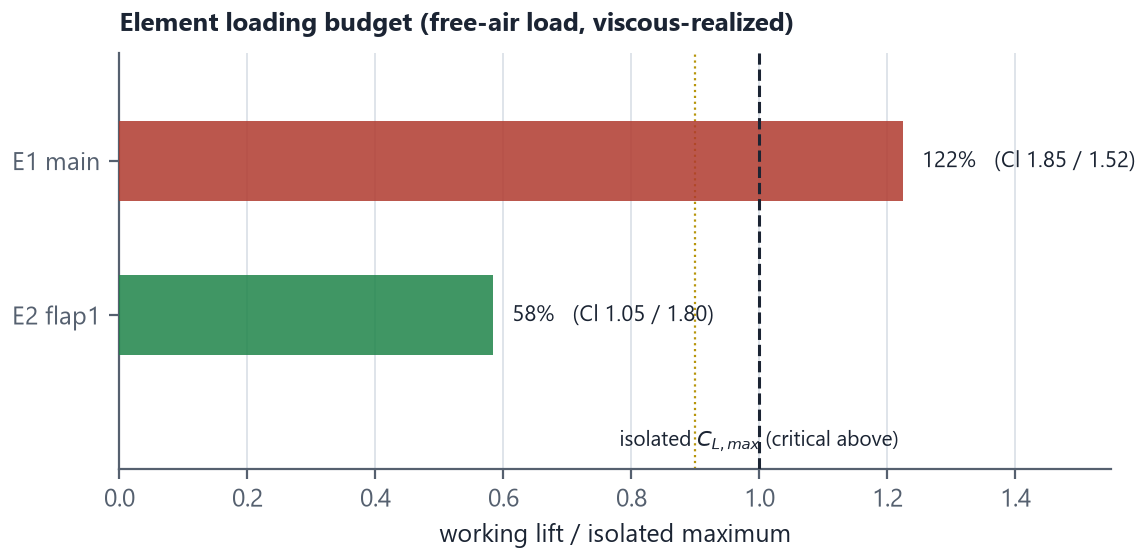 Element loading budget (free-air load, viscous-realized)
E1 main
122% (Cl 1.85 / 1.52)
E2 flap1
58% (Cl 1.05 / 1.80)
isolated C_{L,max} (critical above)
0.0 0.2 0.4 0.6 0.8 1.0 1.2 1.4
working lift / isolated maximum